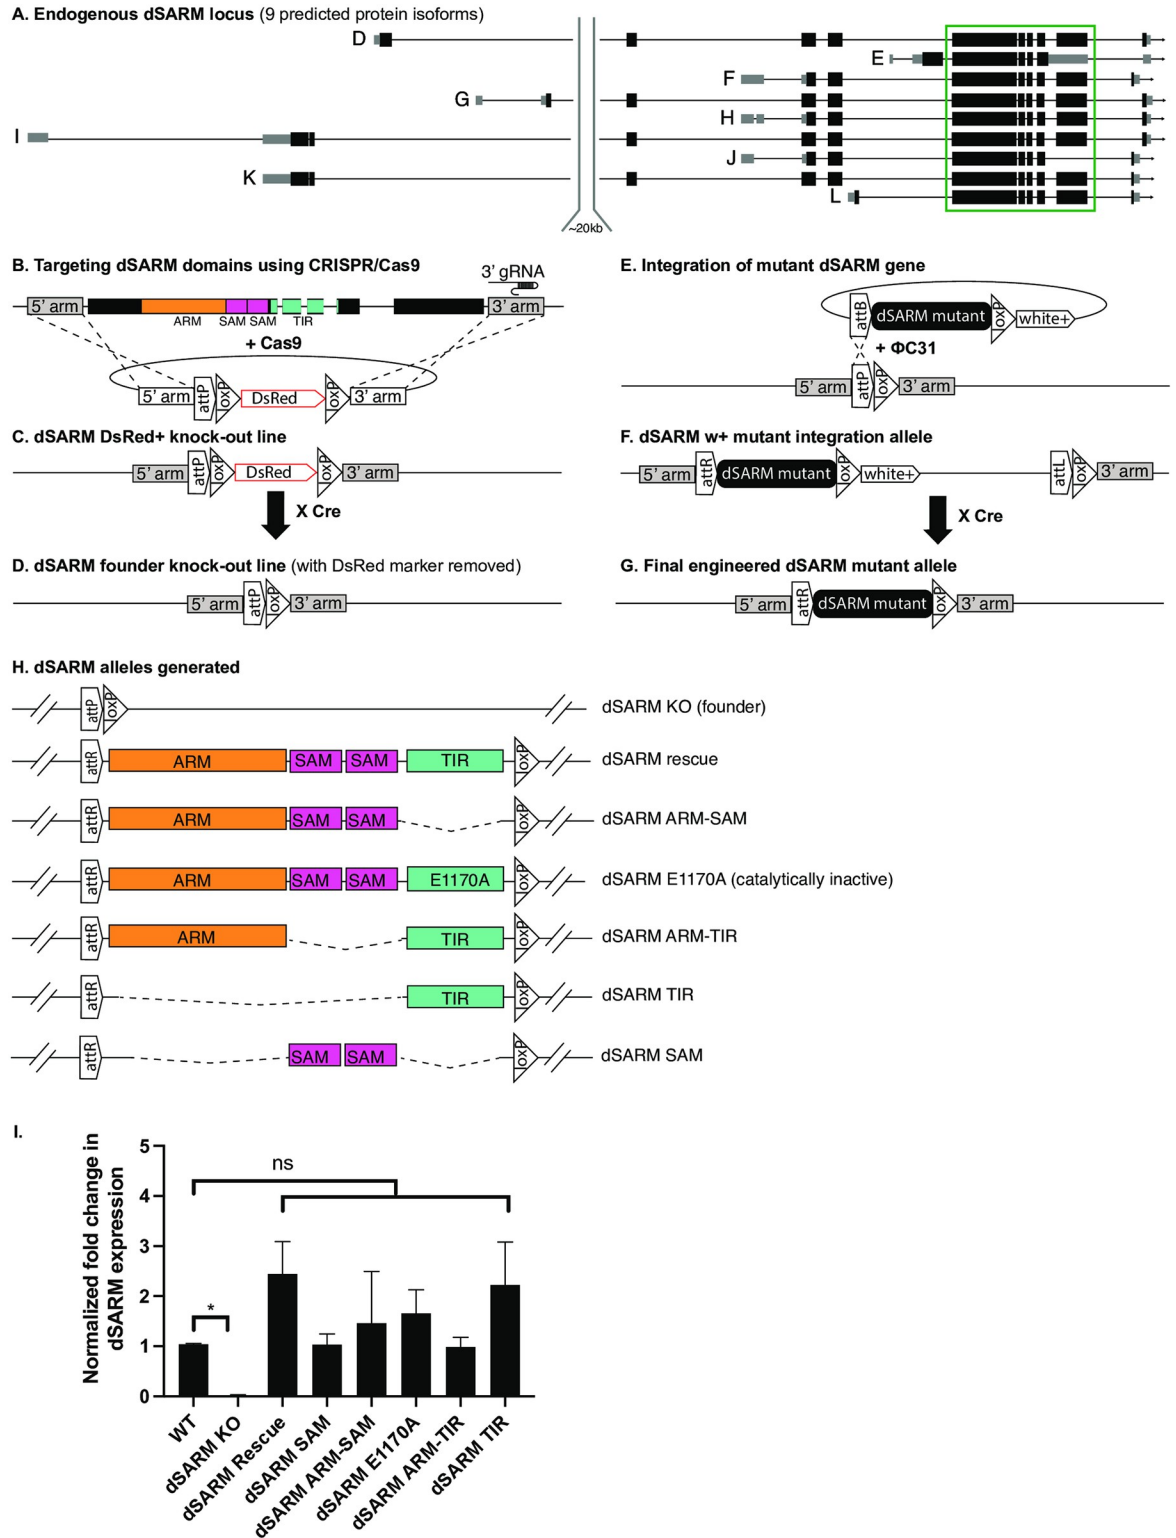 A. Endogenous dSARM locus (9 predicted protein isoforms)
D
E
F
G
H
I
J
K
L
~20kb
B. Targeting dSARM domains using CRISPR/Cas9
3' gRNA
5' arm
3' arm
ARM
SAM SAM
TIR
+ Cas9
5' arm
attP
loxP
DsRed
loxP
3' arm
C. dSARM DsRed+ knock-out line
5' arm
attP
loxP
DsRed
loxP
3' arm
X Cre
D. dSARM founder knock-out line (with DsRed marker removed)
5' arm
attP
loxP
3' arm
E. Integration of mutant dSARM gene
attB
dSARM mutant
loxP
white+
+ ΦC31
5' arm
attP
loxP
3' arm
F. dSARM w+ mutant integration allele
5' arm
attR
dSARM mutant
loxP
white+
attL
loxP
3' arm
X Cre
G. Final engineered dSARM mutant allele
5' arm
attR
dSARM mutant
loxP
3' arm
H. dSARM alleles generated
attP
loxP
dSARM KO (founder)
attR
ARM
SAM
SAM
TIR
loxP
dSARM rescue
attR
ARM
SAM
SAM
loxP
dSARM ARM-SAM
attR
ARM
SAM
SAM
E1170A
loxP
dSARM E1170A (catalytically inactive)
attR
ARM
TIR
loxP
dSARM ARM-TIR
attR
TIR
loxP
dSARM TIR
attR
SAM
SAM
loxP
dSARM SAM
I.
Normalized fold change in
dSARM expression
5
4
3
2
1
0
ns
*
WT
dSARM KO
dSARM Rescue
dSARM SAM
dSARM ARM-SAM
dSARM E1170A
dSARM ARM-TIR
dSARM TIR